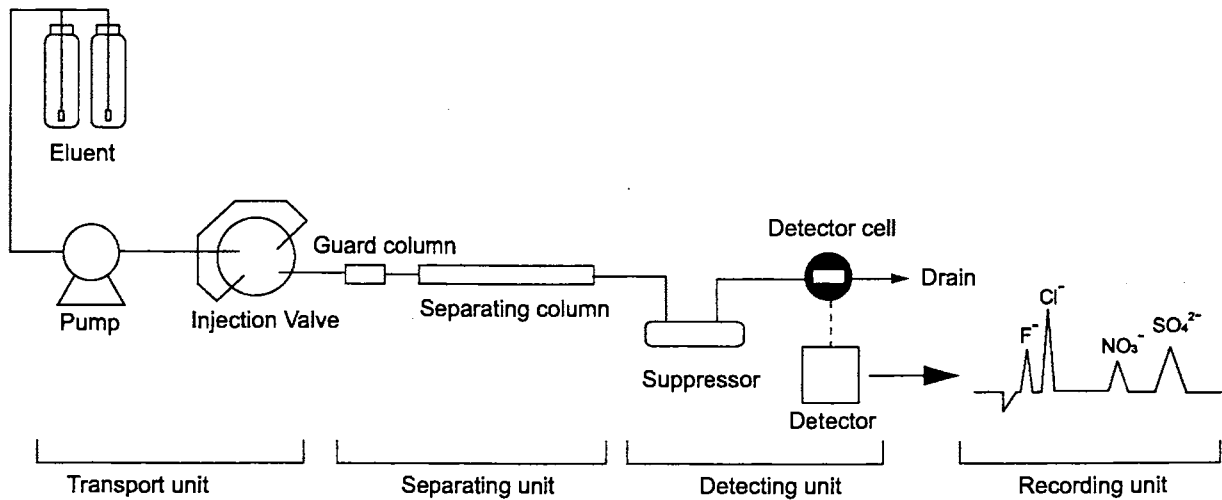 Eluent
Pump
Injection Valve
Guard column
Separating column
Suppressor
Detector cell
Drain
Detector
F⁻
Cl⁻
NO₃⁻
SO₄²⁻
Transport unit
Separating unit
Detecting unit
Recording unit